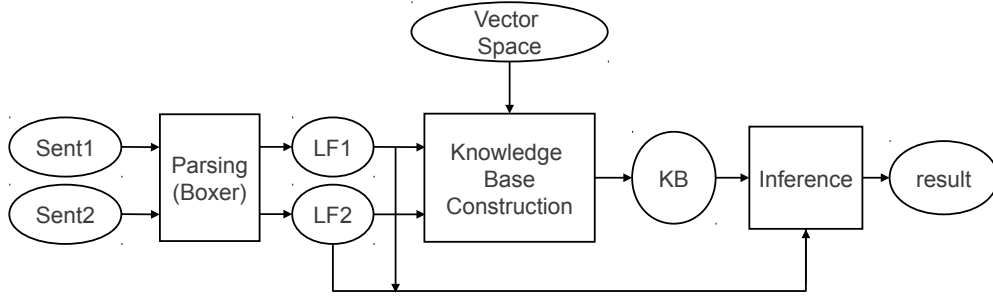 Vector
Space
Sent1
Sent2
Parsing
(Boxer)
LF1
LF2
Knowledge
Base
Construction
KB
Inference
result